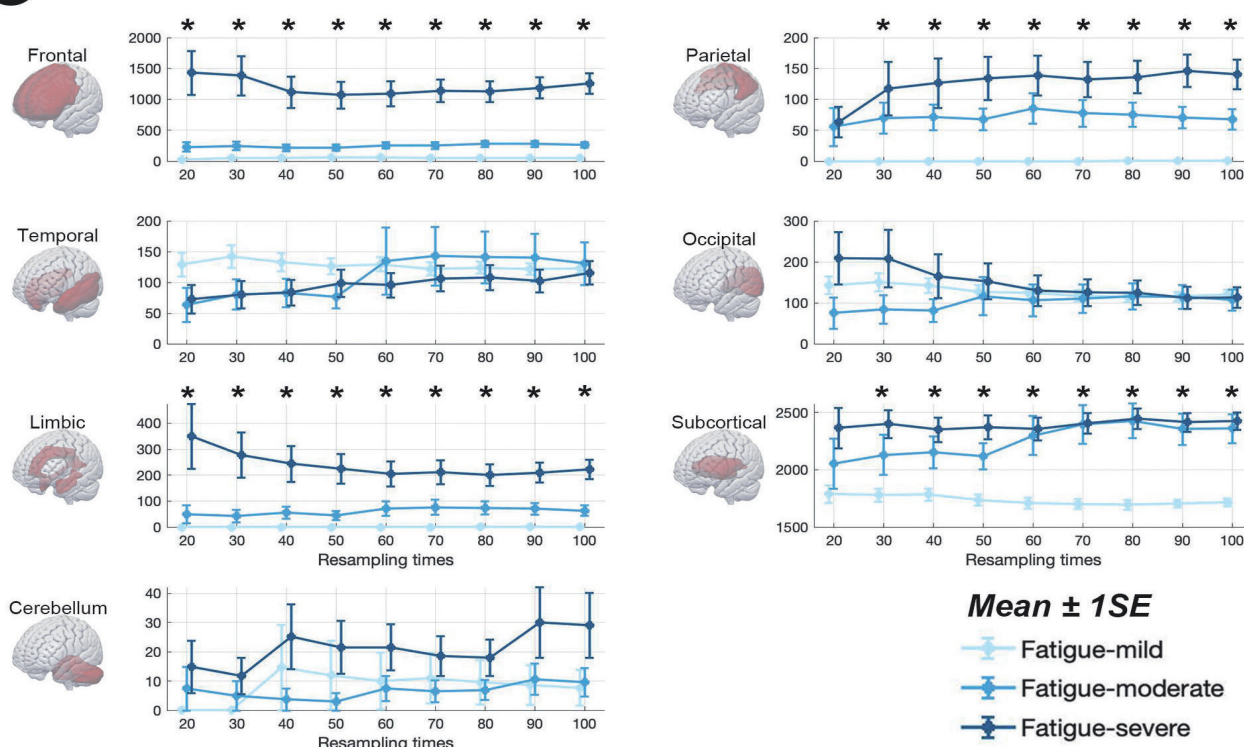 * * * * * * * * *
Frontal
2000
1500
1000
500
0
20 30 40 50 60 70 80 90 100
* * * * * * * *
Parietal
200
150
100
50
0
20 30 40 50 60 70 80 90 100
Temporal
200
150
100
50
0
20 30 40 50 60 70 80 90 100
Occipital
300
200
100
0
20 30 40 50 60 70 80 90 100
* * * * * * * * *
Limbic
400
300
200
100
0
20 30 40 50 60 70 80 90 100
Resampling times
* * * * * * * *
Subcortical
2500
2000
1500
20 30 40 50 60 70 80 90 100
Resampling times
Cerebellum
40
30
20
10
0
20 30 40 50 60 70 80 90 100
Resampling times
Mean ± 1SE
Fatigue-mild
Fatigue-moderate
Fatigue-severe